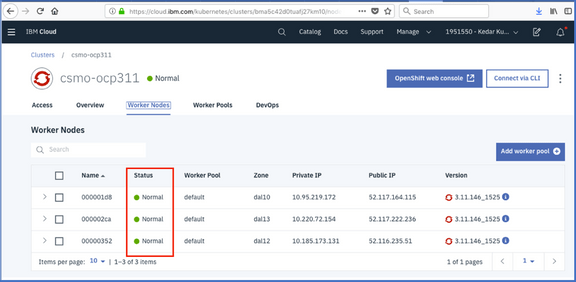 https://cloud.ibm.com/kubernetes/clusters/bma5c42d0tuafj27km10/
Search
IBM Cloud
Catalog Docs Support Manage 1951550 - Kedar Ku...
Clusters / csmo-ocp311
csmo-ocp311 Normal
OpenShift web console Connect via CLI
Access Overview Worker Nodes Worker Pools DevOps
Worker Nodes
Search
Add worker pool
Name Status Worker Pool Zone Private IP Public IP Version
000001d8 Normal default dal10 10.95.219.172 52.117.164.115 3.11.146_1525
000002ca Normal default dal13 10.220.72.154 52.117.222.236 3.11.146_1525
00000352 Normal default dal12 10.185.173.131 52.116.235.51 3.11.146_1525
Items per page: 10 | 1–3 of 3 items 1 of 1 pages 1